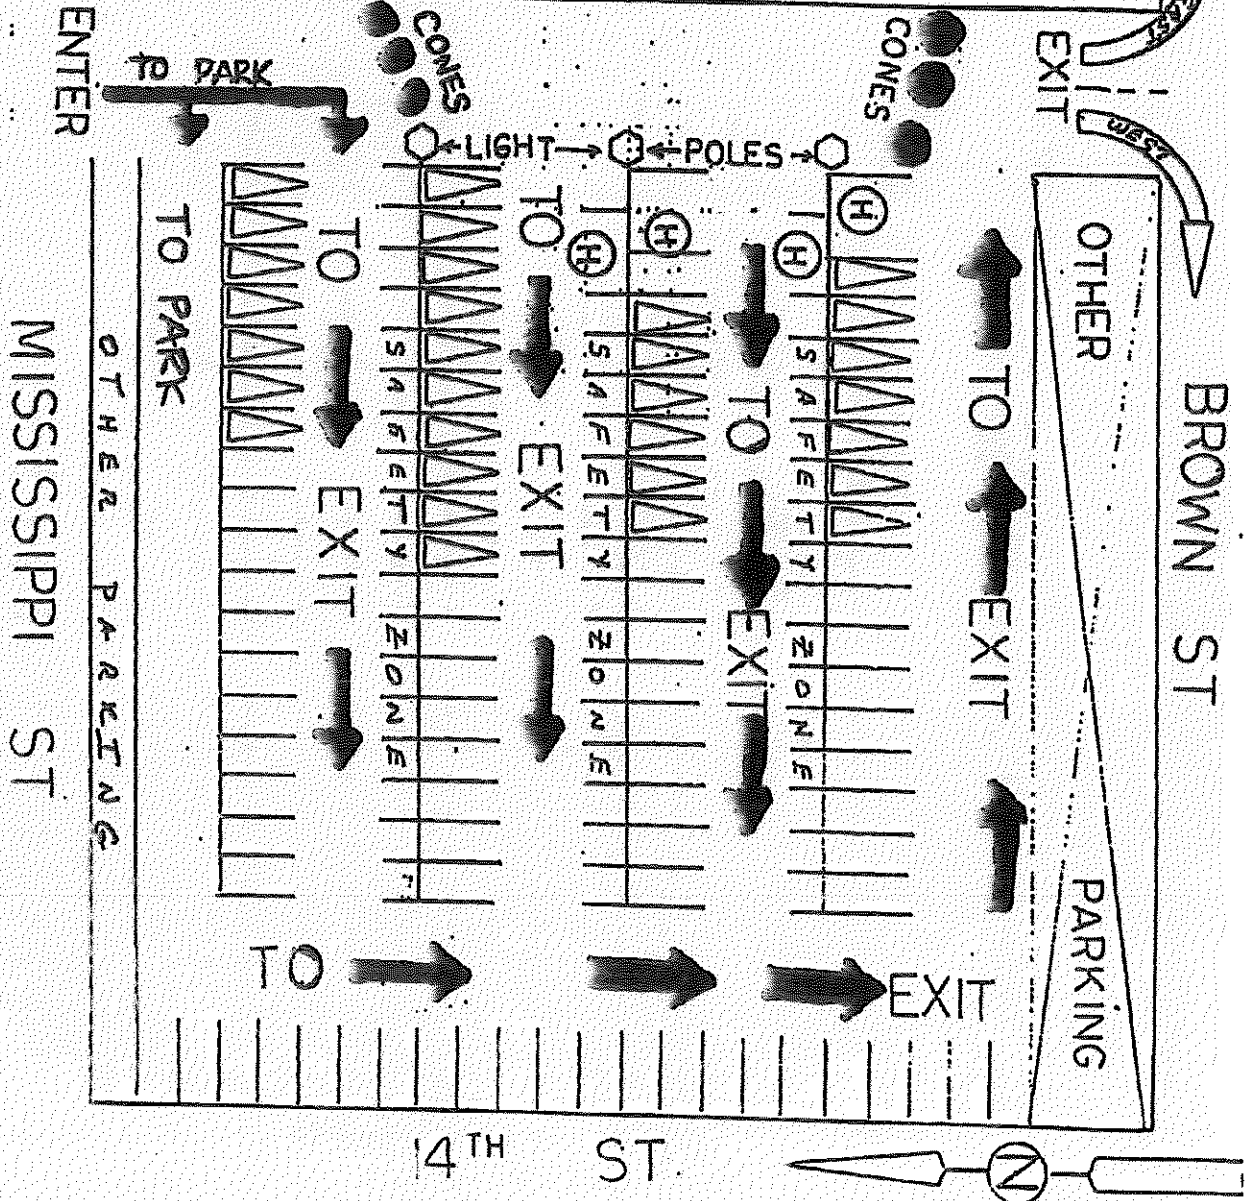 ENTER
TO PARK
CONES
CONES
EXIT
EAST
WEST
LIGHT
POLES
TO PARK
TO EXIT
TO EXIT
TO EXIT
TO EXIT
H
H
H
H
SAFETY ZONE
SAFETY ZONE
SAFETY ZONE
OTHER PARKING
OTHER PARKING
BROWN ST
MISSISSIPPI ST
TO EXIT
14TH ST.
N